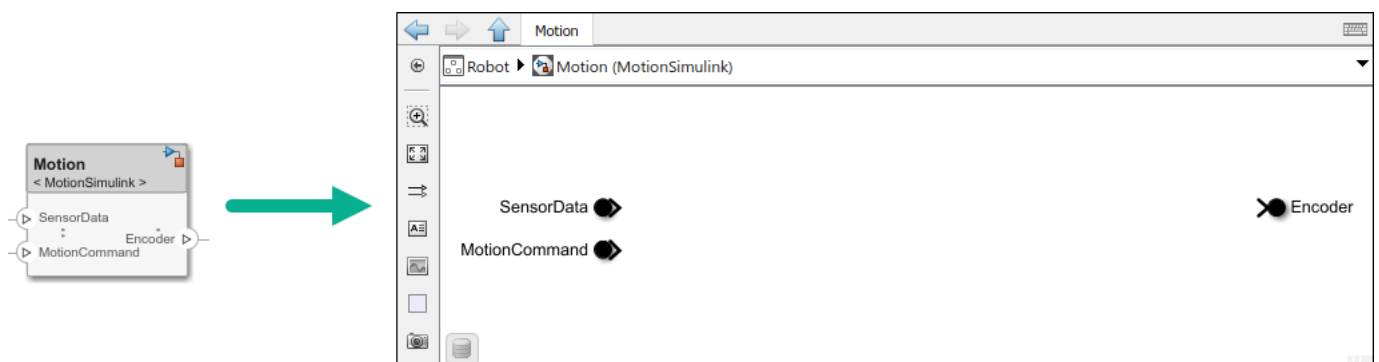 Motion
< MotionSimulink >
SensorData
Encoder
MotionCommand
Motion
Robot Motion (MotionSimulink)
SensorData
Encoder
MotionCommand